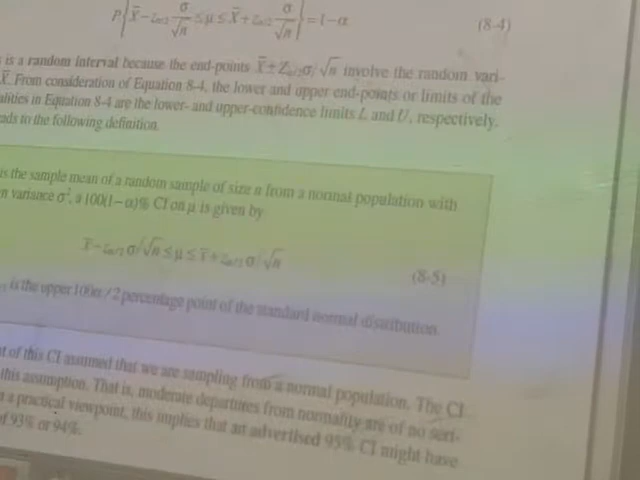 P{X̄ − z_{α/2} σ/√n ≤ μ ≤ X̄ + z_{α/2} σ/√n} = 1 − α (8-4)
is a random interval because the end-points X̄ ± Z_{α/2}σ/√n involve the random vari-
X̄. From consideration of Equation 8-4, the lower and upper end-points or limits of the
alities in Equation 8-4 are the lower- and upper-confidence limits L and U, respectively.
ads to the following definition.
is the sample mean of a random sample of size n from a normal population with
n variance σ², a 100(1−α)% CI on μ is given by
x̄ − z_{α/2} σ/√n ≤ μ ≤ x̄ + z_{α/2} σ/√n (8-5)
is the upper 100α/2 percentage point of the standard normal distribution.
t of this CI assumed that we are sampling from a normal population. The CI
this assumption. That is, moderate departures from normality are of no seri-
a practical viewpoint, this implies that an advertised 95% CI might have
of 93% or 94%.